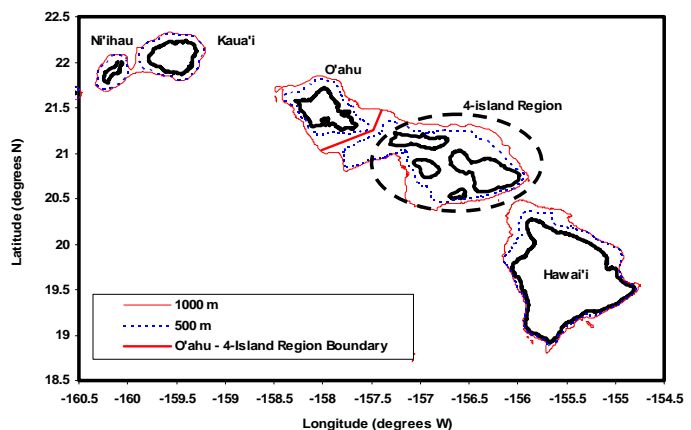 22.5
22
21.5
21
20.5
20
19.5
19
18.5
Latitude (degrees N)
Ni'ihau
Kaua'i
O'ahu
4-island Region
Hawai'i
1000 m
500 m
O'ahu - 4-Island Region Boundary
-160.5 -160 -159.5 -159 -158.5 -158 -157.5 -157 -156.5 -156 -155.5 -155 -154.5
Longitude (degrees W)